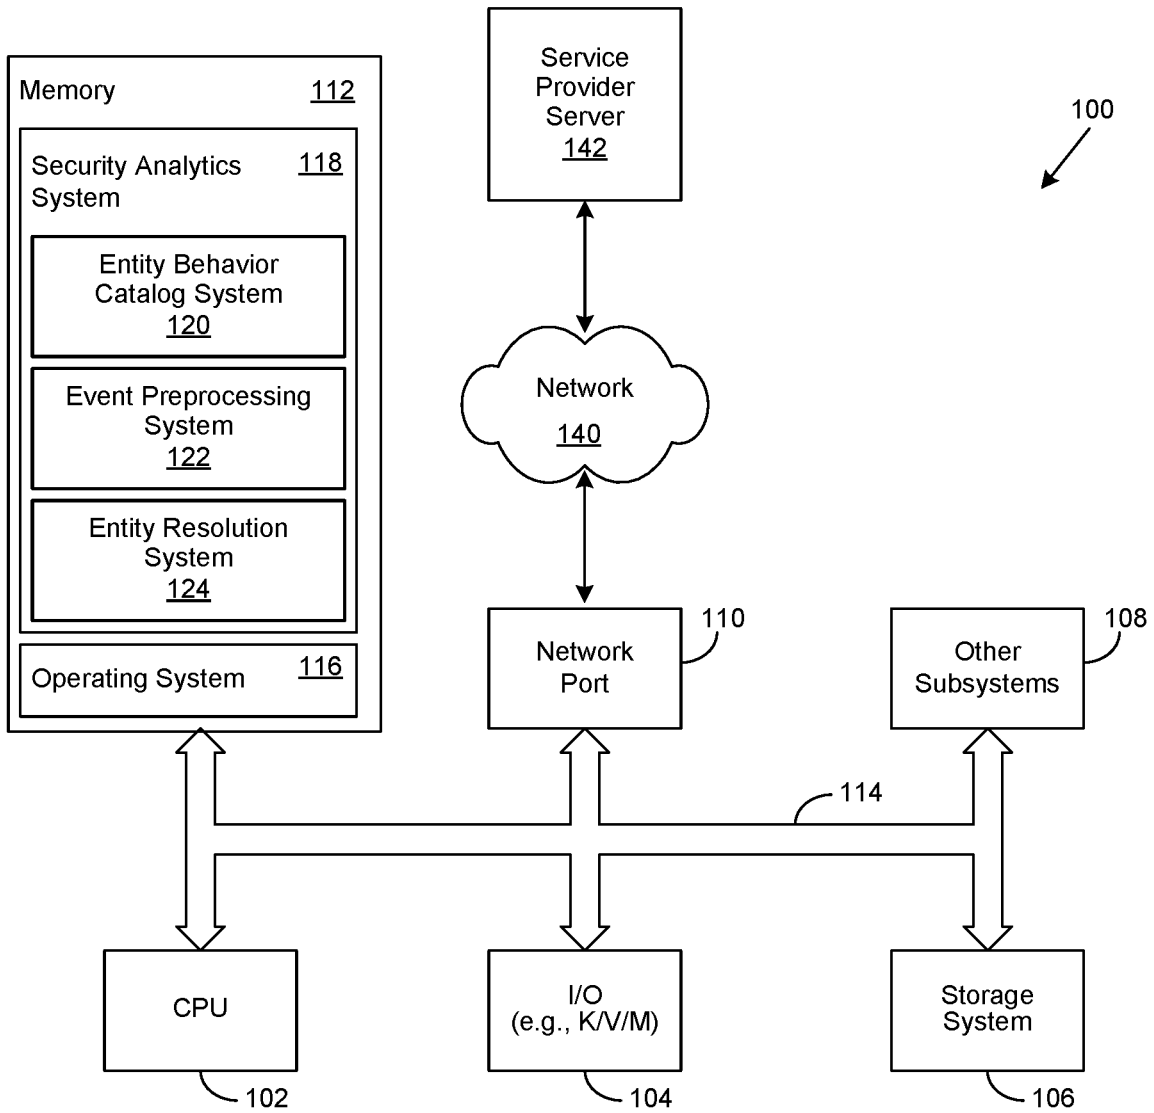 Memory 112
Security Analytics 118
System
Entity Behavior
Catalog System
120
Event Preprocessing
System
122
Entity Resolution
System
124
Operating System 116
Service
Provider
Server
142
100
Network
140
Network
Port
110
Other
Subsystems
108
114
CPU
102
I/O
(e.g., K/V/M)
104
Storage
System
106